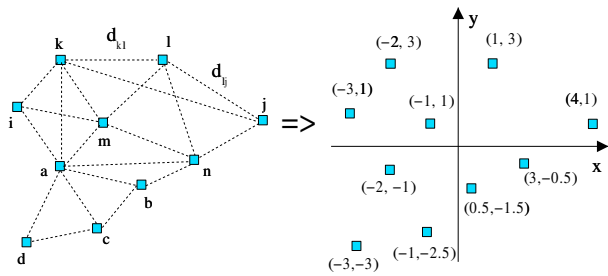 k
d_kl
l
d_lj
i
m
j
a
n
b
c
d
=>
y
(-2, 3)
(1, 3)
(-3,1)
(-1, 1)
(4,1)
x
(-2, -1)
(3,-0.5)
(0.5,-1.5)
(-1,-2.5)
(-3,-3)